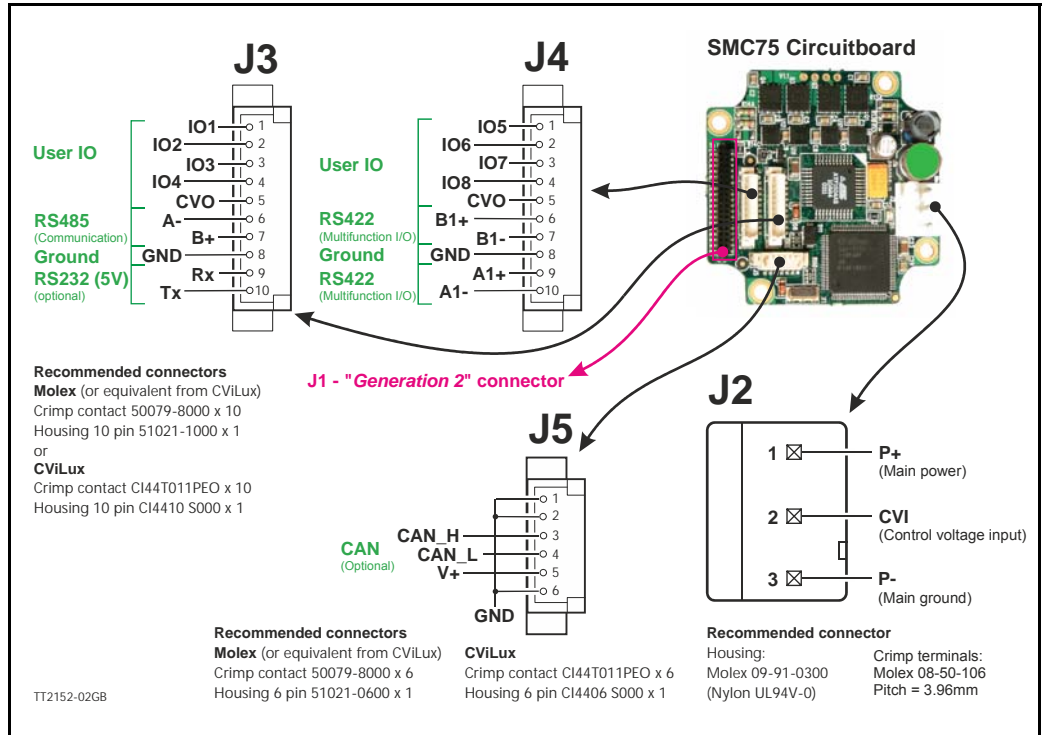 SMC75 Circuitboard
J3
IO1 1
IO2 2
IO3 3
IO4 4
CVO 5
A- 6
B+ 7
GND 8
Rx 9
Tx 10
User IO
RS485
(Communication)
Ground
RS232 (5V)
(optional)
J4
IO5 1
IO6 2
IO7 3
IO8 4
CVO 5
B1+ 6
B1- 7
GND 8
A1+ 9
A1- 10
User IO
RS422
(Multifunction I/O)
Ground
RS422
(Multifunction I/O)
Recommended connectors
Molex (or equivalent from CViLux)
Crimp contact 50079-8000 x 10
Housing 10 pin 51021-1000 x 1
or
CViLux
Crimp contact CI44T011PEO x 10
Housing 10 pin CI4410 S000 x 1
J1 - "Generation 2" connector
J5
1
2
CAN_H 3
CAN_L 4
V+ 5
6
GND
CAN
(Optional)
J2
1 P+
(Main power)
2 CVI
(Control voltage input)
3 P-
(Main ground)
Recommended connectors
Molex (or equivalent from CViLux)
Crimp contact 50079-8000 x 6
Housing 6 pin 51021-0600 x 1
CViLux
Crimp contact CI44T011PEO x 6
Housing 6 pin CI4406 S000 x 1
Recommended connector
Housing:
Molex 09-91-0300
(Nylon UL94V-0)
Crimp terminals:
Molex 08-50-106
Pitch = 3.96mm
TT2152-02GB